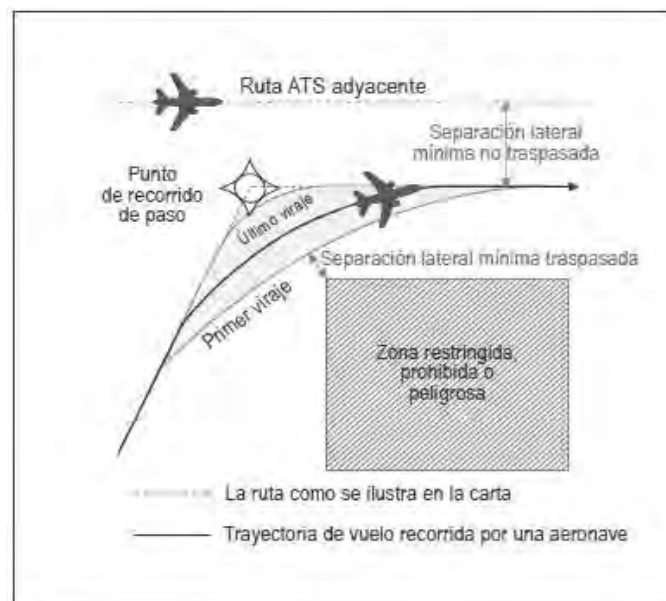 Ruta ATS adyacente
Separación lateral
mínima no traspasada
Punto
de recorrido
de paso
Último viraje
Separación lateral mínima traspasada
Primer viraje
Zona restringida,
prohibida o
peligrosa
La ruta como se ilustra en la carta
Trayectoria de vuelo recorrida por una aeronave